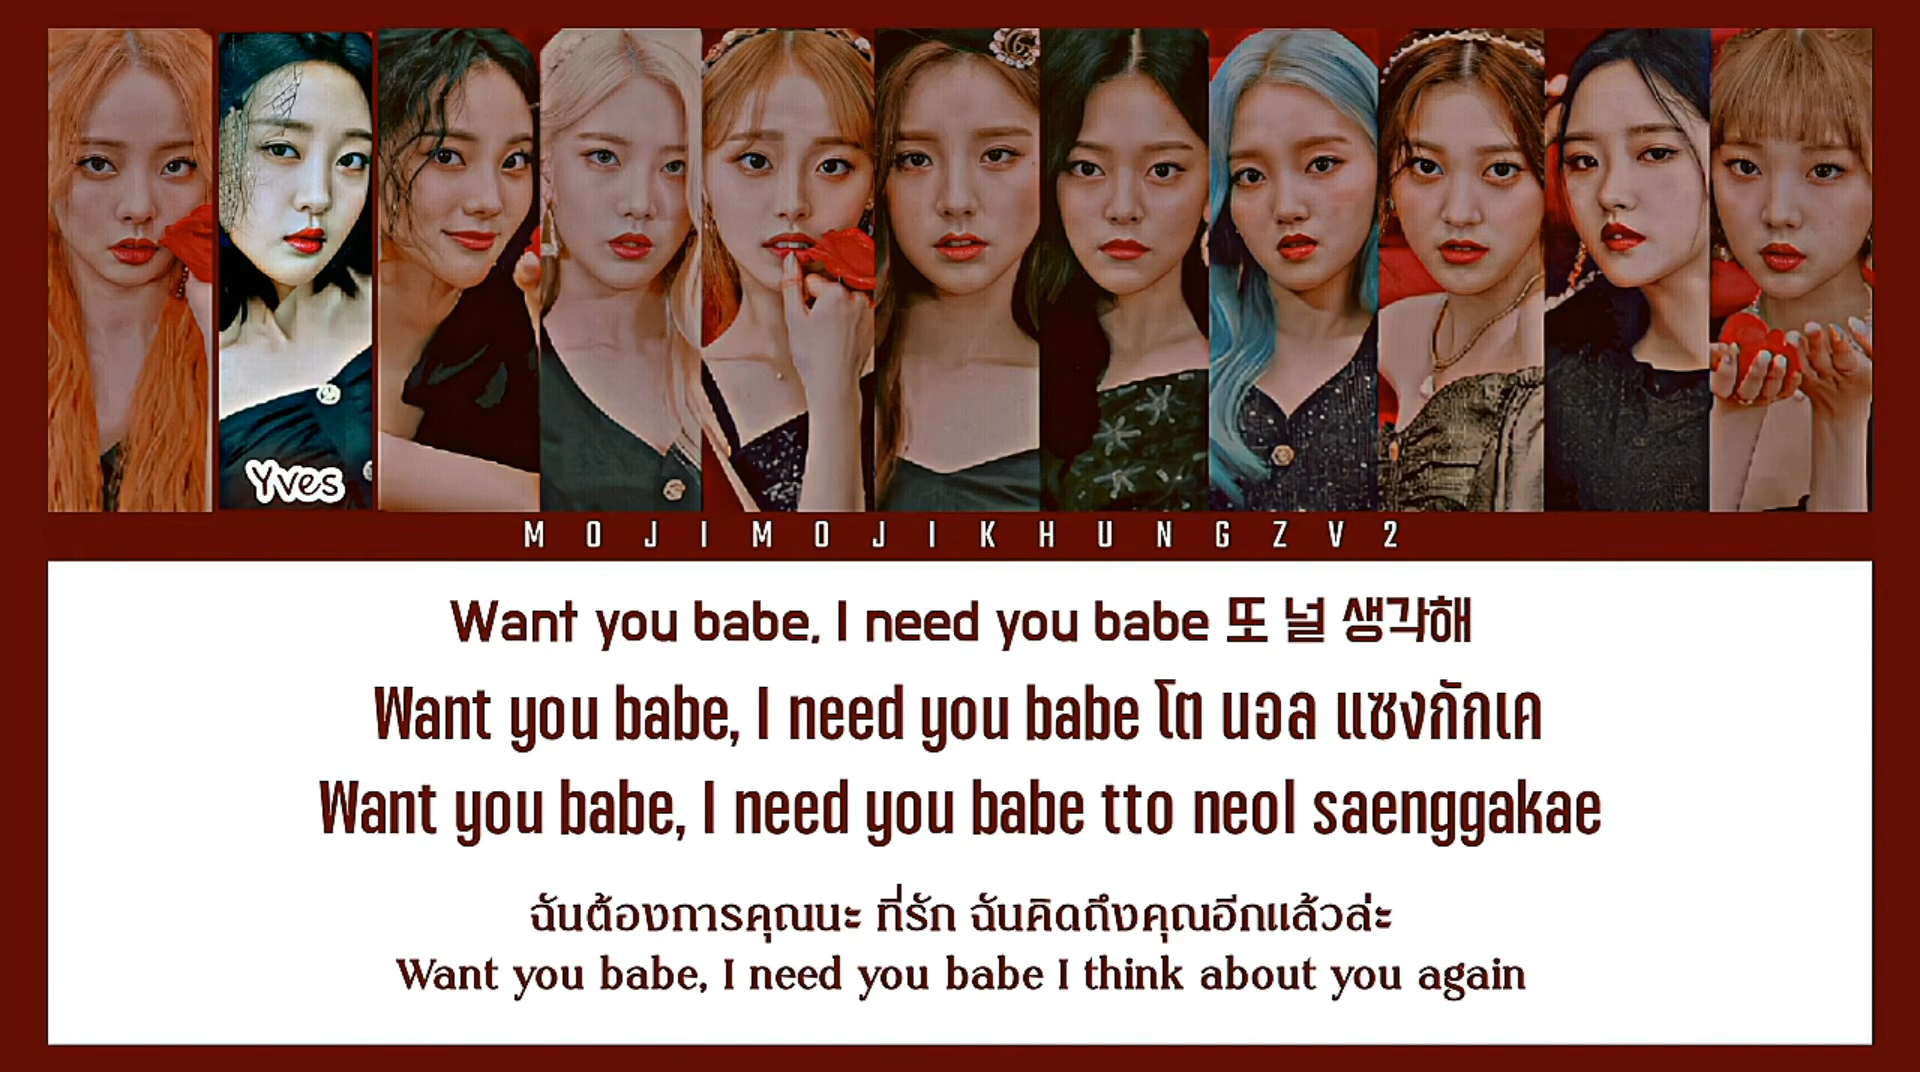 Yves
MOJIMOJIKHUNGZV2
Want you babe, I need you babe 또 널 생각해
Want you babe, I need you babe โต นอล แซงกักเค
Want you babe, I need you babe tto neol saenggakae
ฉันต้องการคุณนะ ที่รัก ฉันคิดถึงคุณอีกแล้วล่ะ
Want you babe, I need you babe I think about you again